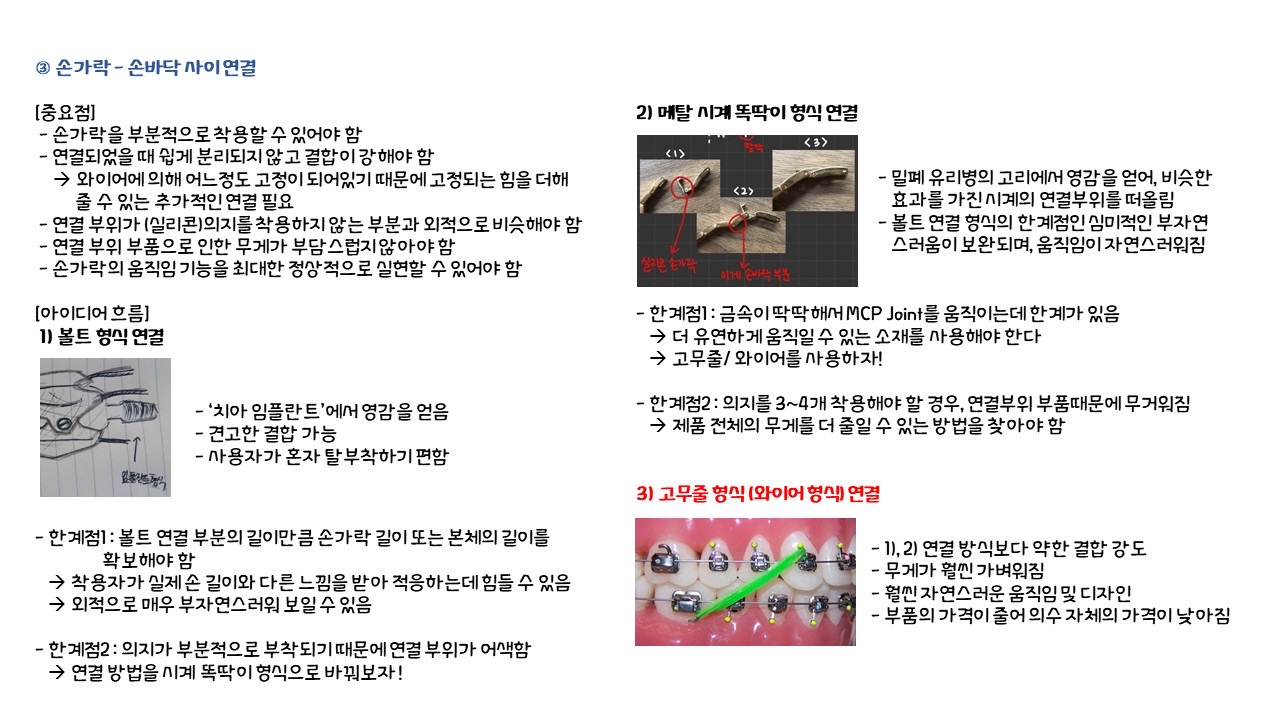 ③ 손가락 – 손바닥 사이 연결
[중요점]
– 손가락을 부분적으로 착용할 수 있어야 함
– 연결되었을 때 쉽게 분리되지 않고 결합이 강해야 함
→ 와이어에 의해 어느정도 고정이 되어있기 때문에 고정되는 힘을 더해
줄 수 있는 추가적인 연결 필요
– 연결 부위가 (실리콘)의지를 착용하지 않는 부분과 외적으로 비슷해야 함
– 연결 부위 부품으로 인한 무게가 부담스럽지 않아야 함
– 손가락의 움직임 기능을 최대한 정상적으로 실현할 수 있어야 함
[아이디어 흐름]
1) 볼트 형식 연결
임플란트 형식
– '치아 임플란트'에서 영감을 얻음
– 견고한 결합 가능
– 사용자가 혼자 탈부착하기 편함
– 한계점1 : 볼트 연결 부분의 길이만큼 손가락 길이 또는 본체의 길이를
확보해야 함
→ 착용자가 실제 손 길이와 다른 느낌을 받아 적응하는데 힘들 수 있음
→ 외적으로 매우 부자연스러워 보일 수 있음
– 한계점2 : 의지가 부분적으로 부착되기 때문에 연결 부위가 어색함
→ 연결 방법을 시계 똑딱이 형식으로 바꿔보자!
2) 메탈 시계 똑딱이 형식 연결
<1>
<2>
<3>
실리콘 손가락
이게 손바닥 부분
– 밀폐 유리병의 고리에서 영감을 얻어, 비슷한
효과를 가진 시계의 연결부위를 떠올림
– 볼트 연결 형식의 한계점인 심미적인 부자연
스러움이 보완되며, 움직임이 자연스러워짐
– 한계점1 : 금속이 딱딱해서 MCP Joint를 움직이는데 한계가 있음
→ 더 유연하게 움직일 수 있는 소재를 사용해야 한다
→ 고무줄/ 와이어를 사용하자!
– 한계점2 : 의지를 3~4개 착용해야 할 경우, 연결부위 부품때문에 무거워짐
→ 제품 전체의 무게를 더 줄일 수 있는 방법을 찾아야 함
3) 고무줄 형식 (와이어 형식) 연결
– 1), 2) 연결 방식보다 약한 결합 강도
– 무게가 훨씬 가벼워짐
– 훨씬 자연스러운 움직임 및 디자인
– 부품의 가격이 줄어 의수 자체의 가격이 낮아짐